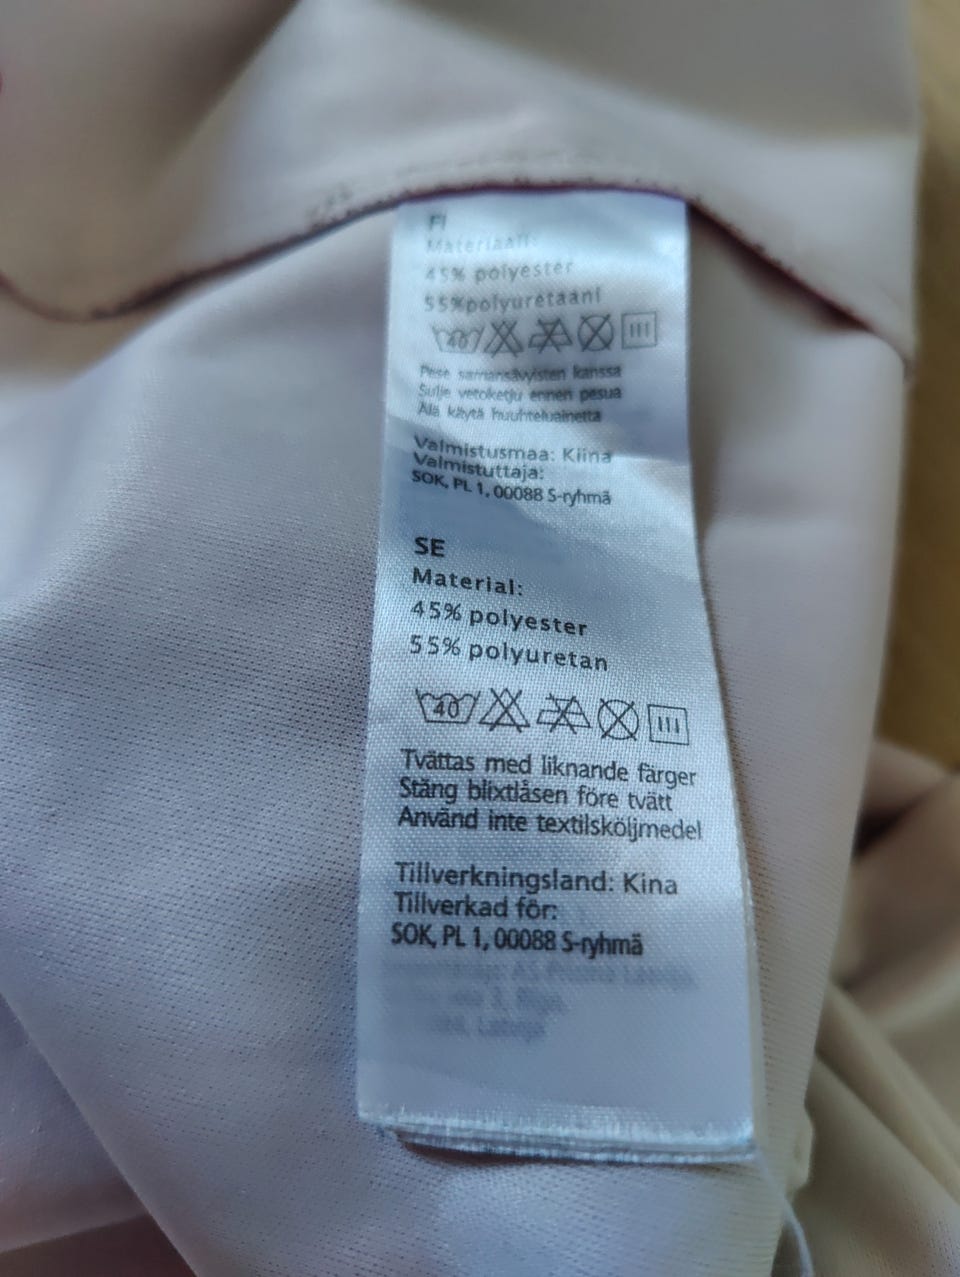 FI
Materiaali:
45% polyester
55%polyuretaani
40
Pese samansävyisten kanssa
Sulje vetoketju ennen pesua
Älä käytä huuhteluainetta
Valmistusmaa: Kiina
Valmistuttaja:
SOK, PL 1, 00088 S-ryhmä
SE
Material:
45% polyester
55% polyuretan
40
Tvättas med liknande färger
Stäng blixtlåsen före tvätt
Använd inte textilsköljmedel
Tillverkningsland: Kina
Tillverkad för:
SOK, PL 1, 00088 S-ryhmä